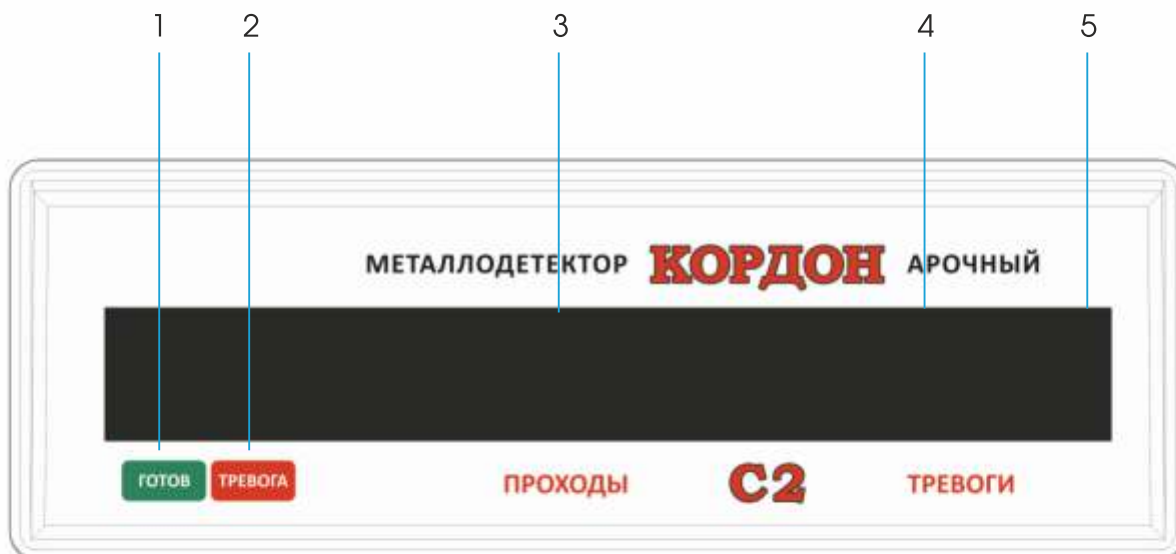 1 2 3 4 5
МЕТАЛЛОДЕТЕКТОР КОРДОН АРОЧНЫЙ
ГОТОВ ТРЕВОГА ПРОХОДЫ С2 ТРЕВОГИ